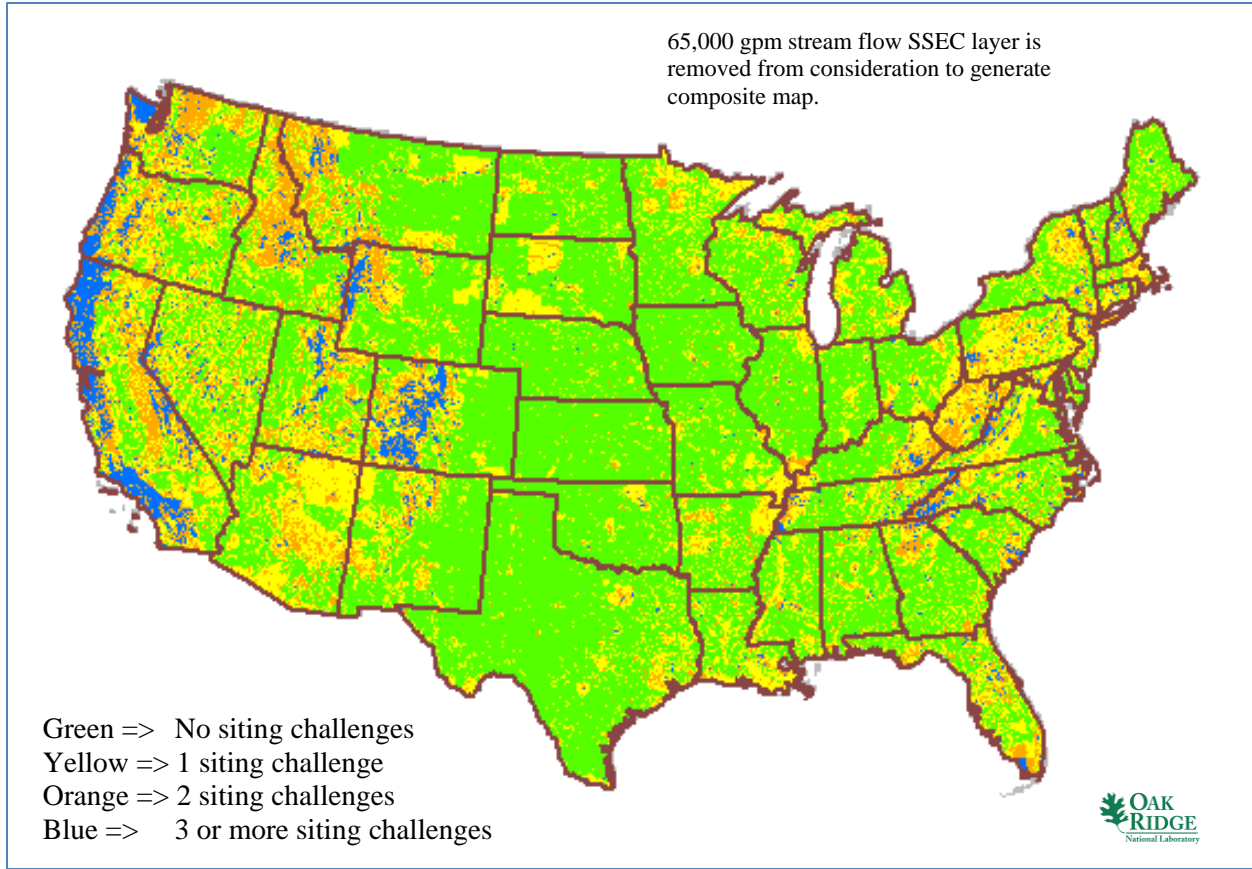 65,000 gpm stream flow SSEC layer is
removed from consideration to generate
composite map.
Green => No siting challenges
Yellow => 1 siting challenge
Orange => 2 siting challenges
Blue => 3 or more siting challenges
OAK
RIDGE
National Laboratory